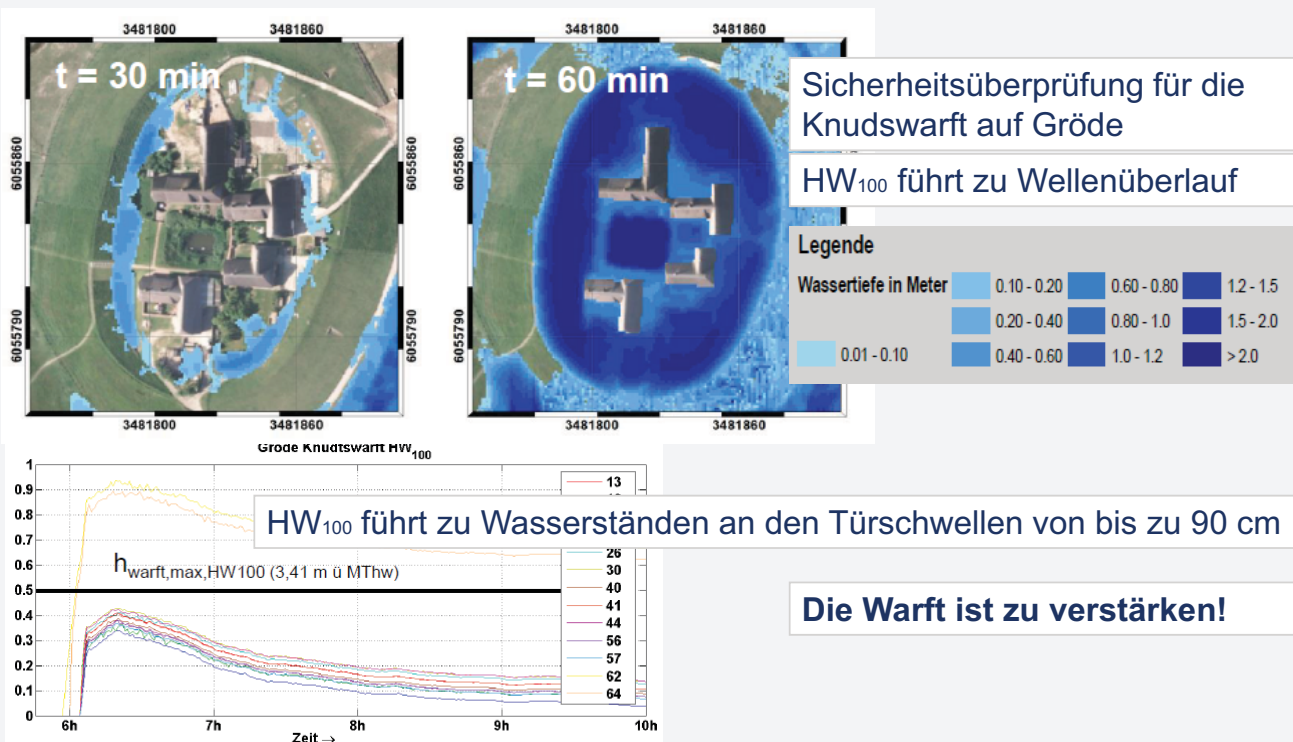 3481800 3481860 3481800 3481860
t = 30 min
t = 60 min
6055860 6055860 6055860
6055790 6055790 6055790
3481800 3481860 3481800 3481860
Sicherheitsüberprüfung für die
Knudswarft auf Gröde
HW100 führt zu Wellenüberlauf
Legende
Wassertiefe in Meter
0.10 - 0.20 0.60 - 0.80 1.2 - 1.5
0.20 - 0.40 0.80 - 1.0 1.5 - 2.0
0.01 - 0.10 0.40 - 0.60 1.0 - 1.2 > 2.0
Gröde Knudtswarft HW100
1
0.9
0.8
0.7
0.6
0.5
0.4
0.3
0.2
0.1
0
13
HW100 führt zu Wasserständen an den Türschwellen von bis zu 90 cm
26
30
40
41
44
56
57
62
64
hwarft,max,HW100 (3,41 m ü MThw)
6h 7h 8h 9h 10h
Zeit →
Die Warft ist zu verstärken!